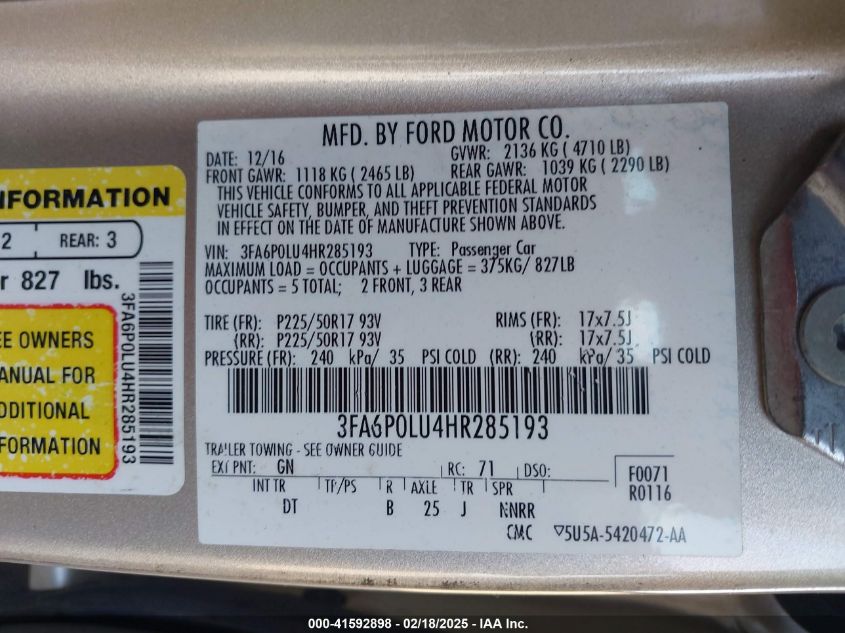 MFD. BY FORD MOTOR CO.
DATE: 12/16 GVWR: 2136 KG ( 4710 LB)
FRONT GAWR: 1118 KG ( 2465 LB) REAR GAWR: 1039 KG ( 2290 LB)
THIS VEHICLE CONFORMS TO ALL APPLICABLE FEDERAL MOTOR
VEHICLE SAFETY, BUMPER, AND THEFT PREVENTION STANDARDS
IN EFFECT ON THE DATE OF MANUFACTURE SHOWN ABOVE.
VIN: 3FA6P0LU4HR285193 TYPE: Passenger Car
MAXIMUM LOAD = OCCUPANTS + LUGGAGE = 375KG/ 827LB
OCCUPANTS = 5 TOTAL; 2 FRONT, 3 REAR
TIRE (FR): P225/50R17 93V RIMS (FR): 17x7.5J
(RR): P225/50R17 93V (RR): 17x7.5J
PRESSURE (FR): 240 kPa/ 35 PSI COLD (RR): 240 kPa/ 35 PSI COLD
3FA6P0LU4HR285193
TRAILER TOWING - SEE OWNER GUIDE
EXT PNT: GN RC: 71 DSO: F0071
INT TR TP/PS R AXLE TR SPR R0116
DT B 25 J NNRR
CMC ▽5U5A-5420472-AA
NFORMATION
2 REAR: 3
r 827 lbs.
EE OWNERS
ANUAL FOR
DDITIONAL
FORMATION
3FA6P0LU4HR285193
000-41592898 - 02/18/2025 - IAA Inc.